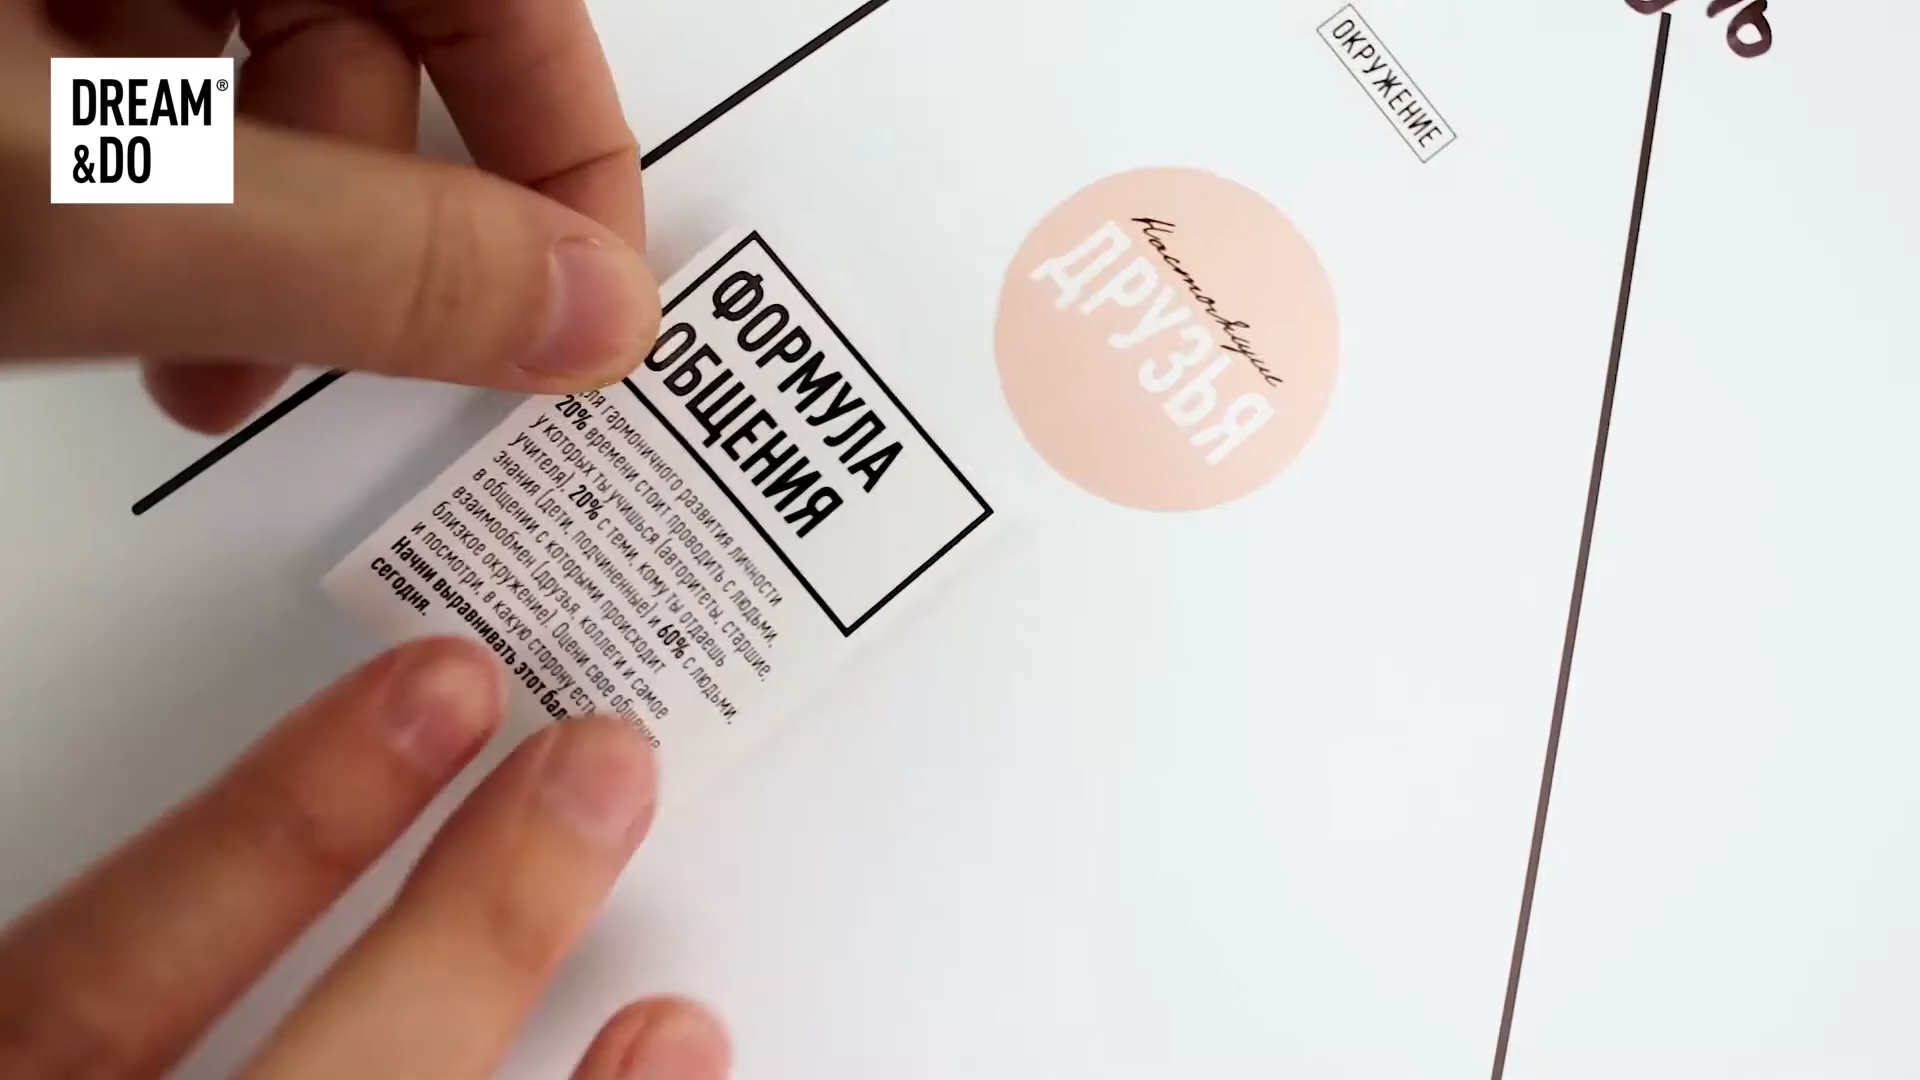 DREAM®
&DO
ОКРУЖЕНИЕ
Настоящие
ДРУЗЬЯ
ФОРМУЛА
ОБЩЕНИЯ
гармоничного развития личности
20% времени стоит проводить с людьми,
у которых ты учишься (авторитеты, старшие,
учителя), 20% с теми, кому ты отдаешь
знания (дети, подчиненные) и 60% с людьми,
в общении с которыми происходит
взаимообмен (друзья, коллеги и самое
близкое окружение). Оцени свое общение
и посмотри, в какую сторону есть
Начни выравнивать этот
сегодня.